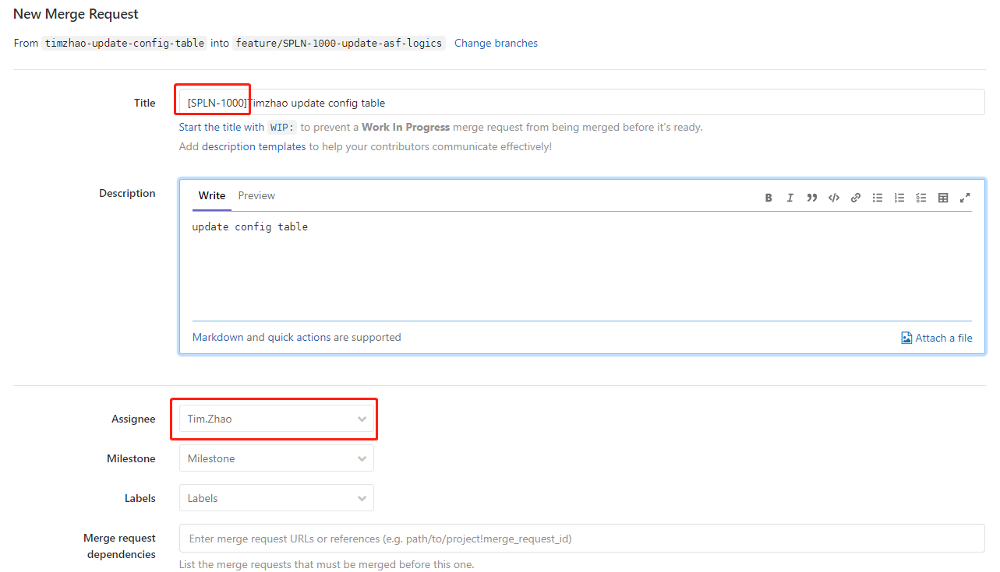 New Merge Request
From timzhao-update-config-table into feature/SPLN-1000-update-asf-logics Change branches
Title [SPLN-1000]Timzhao update config table
Start the title with WIP: to prevent a Work In Progress merge request from being merged before it's ready.
Add description templates to help your contributors communicate effectively!
Description Write Preview
update config table
Markdown and quick actions are supported Attach a file
Assignee Tim.Zhao
Milestone Milestone
Labels Labels
Merge request dependencies Enter merge request URLs or references (e.g. path/to/project!merge_request_id)
List the merge requests that must be merged before this one.